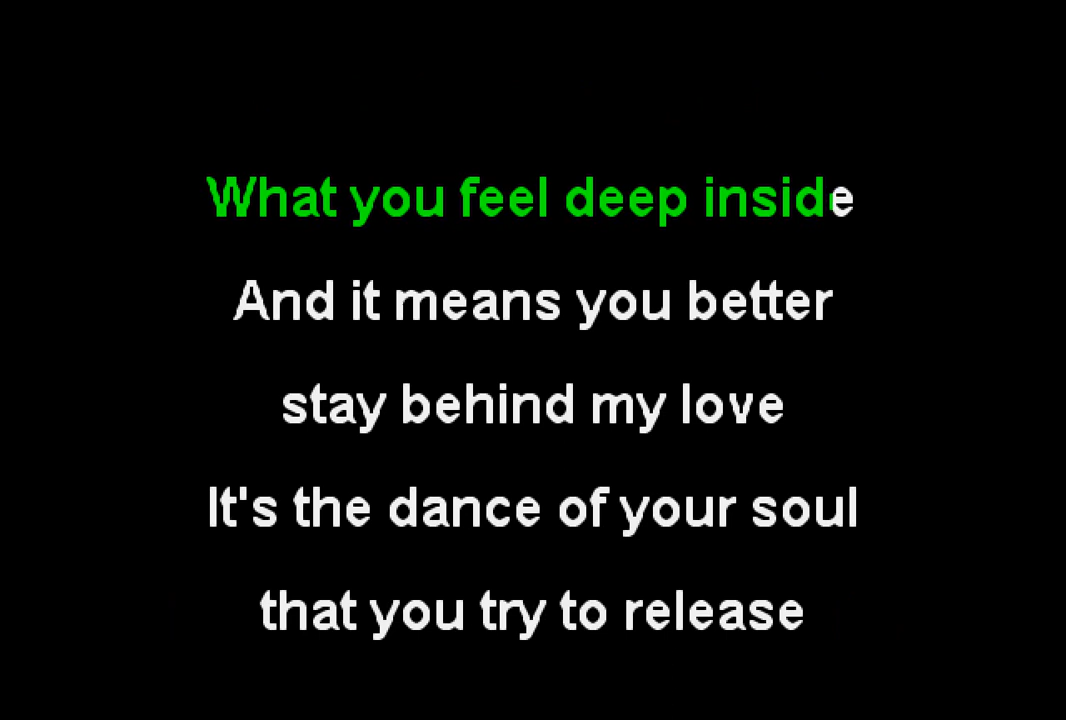 What you feel deep inside
And it means you better
stay behind my love
It's the dance of your soul
that you try to release